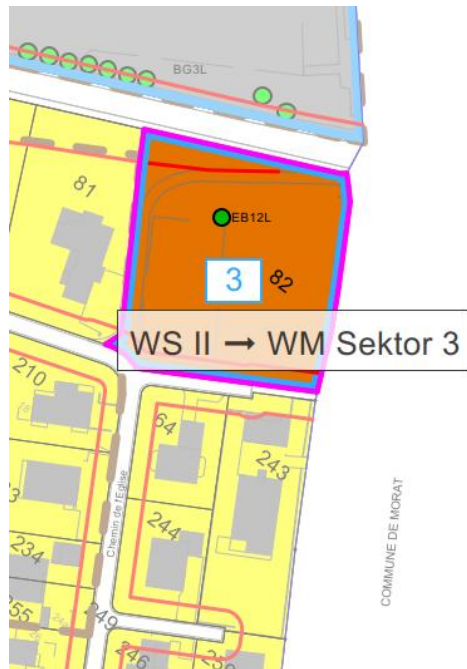 BG3L
81
EB12L
82
3
WS II → WM Sektor 3
210
64
243
Chemin de l'Eglise
COMMUNE DE MORAT
244
234
249
246